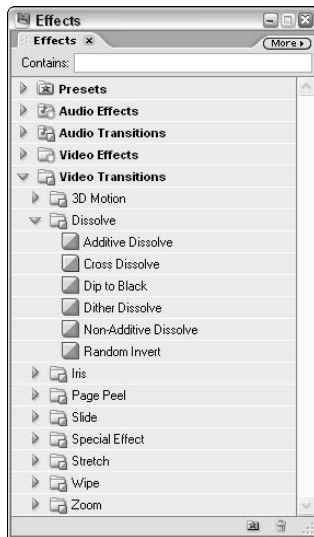 Effects
Effects x
More
Contains:
Presets
Audio Effects
Audio Transitions
Video Effects
Video Transitions
3D Motion
Dissolve
Additive Dissolve
Cross Dissolve
Dip to Black
Dither Dissolve
Non-Additive Dissolve
Random Invert
Iris
Page Peel
Slide
Special Effect
Stretch
Wipe
Zoom